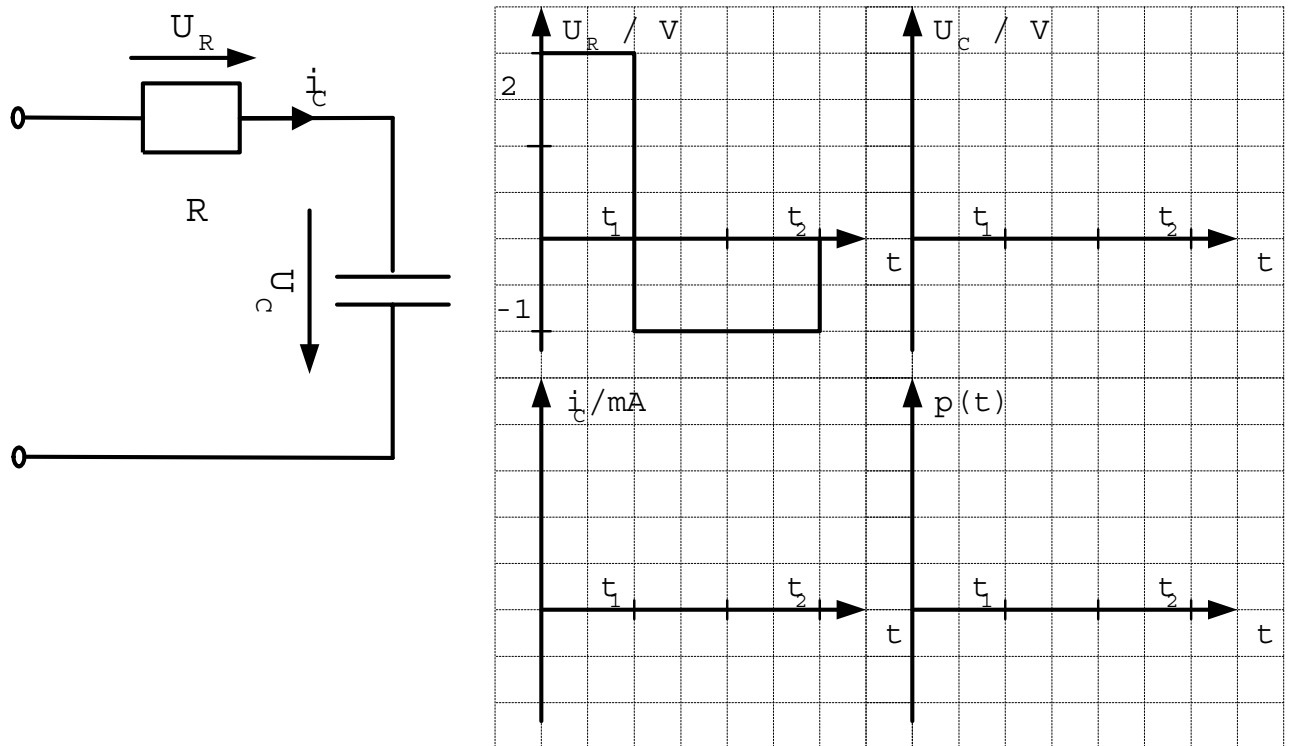 U_R
i_C
R
U_C
U_R / V
2
t_1
t_2
t
-1
U_C / V
t_1
t_2
t
i_C/mA
t_1
t_2
t
p(t)
t_1
t_2
t